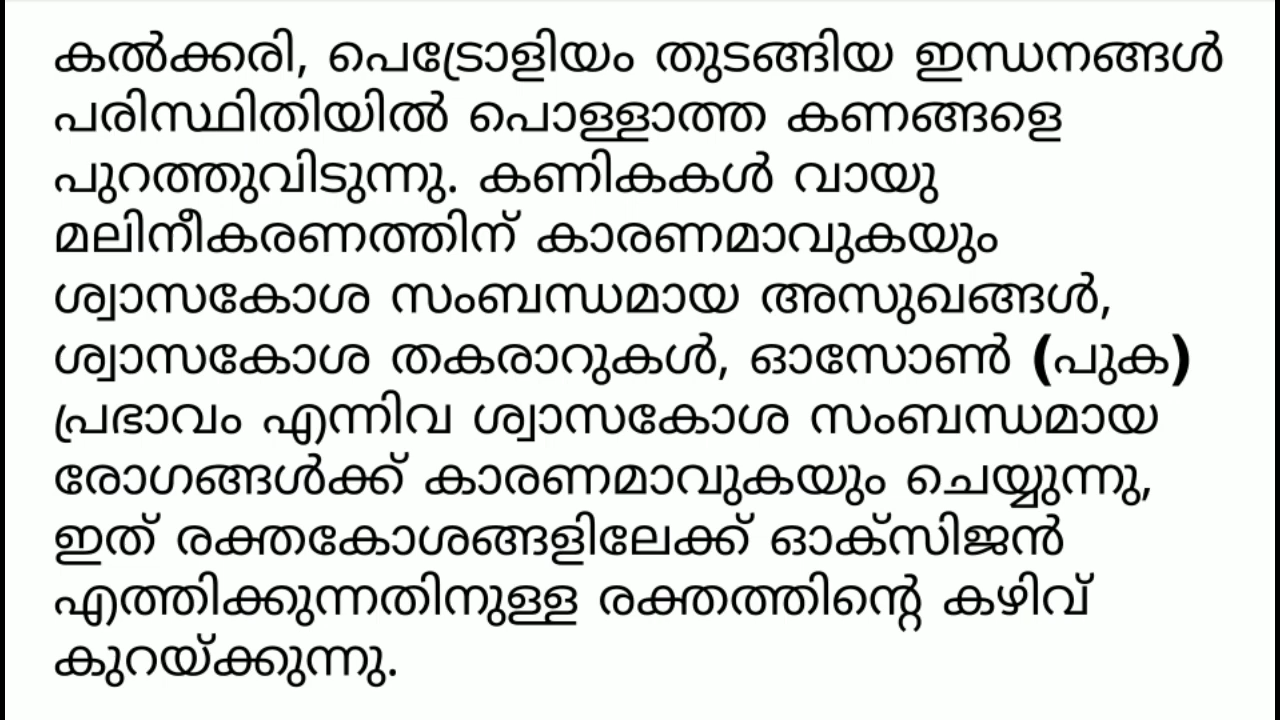 കൽക്കരി, പെട്രോളിയം തുടങ്ങിയ ഇന്ധനങ്ങൾ
പരിസ്ഥിതിയിൽ പൊള്ളാത്ത കണങ്ങളെ
പുറത്തുവിടുന്നു. കണികകൾ വായു
മലിനീകരണത്തിന് കാരണമാവുകയും
ശ്വാസകോശ സംബന്ധമായ അസുഖങ്ങൾ,
ശ്വാസകോശ തകരാറുകൾ, ഓസോൺ (പുക)
പ്രഭാവം എന്നിവ ശ്വാസകോശ സംബന്ധമായ
രോഗങ്ങൾക്ക് കാരണമാവുകയും ചെയ്യുന്നു,
ഇത് രക്തകോശങ്ങളിലേക്ക് ഓക്സിജൻ
എത്തിക്കുന്നതിനുള്ള രക്തത്തിന്റെ കഴിവ്
കുറയ്ക്കുന്നു.